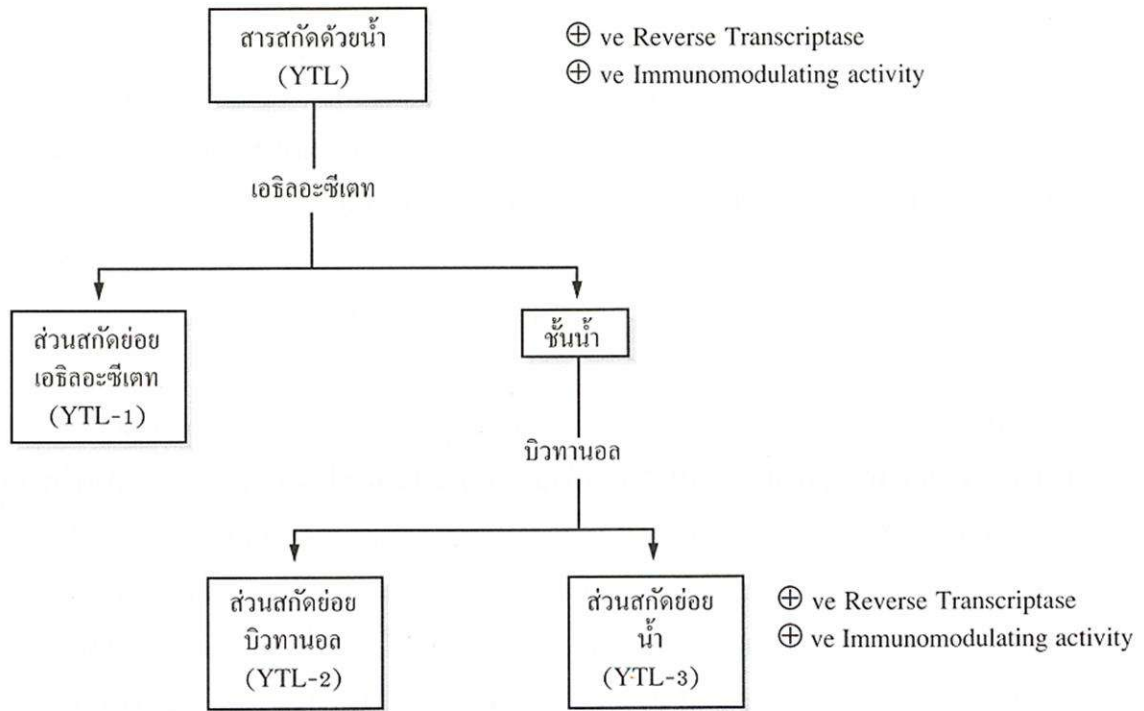 สารสกัดด้วยน้ำ
(YTL)
⊕ ve Reverse Transcriptase
⊕ ve Immunomodulating activity
เอธิลอะซีเตท
ส่วนสกัดย่อย
เอธิลอะซีเตท
(YTL-1)
ชั้นน้ำ
บิวทานอล
ส่วนสกัดย่อย
บิวทานอล
(YTL-2)
ส่วนสกัดย่อย
น้ำ
(YTL-3)
⊕ ve Reverse Transcriptase
⊕ ve Immunomodulating activity